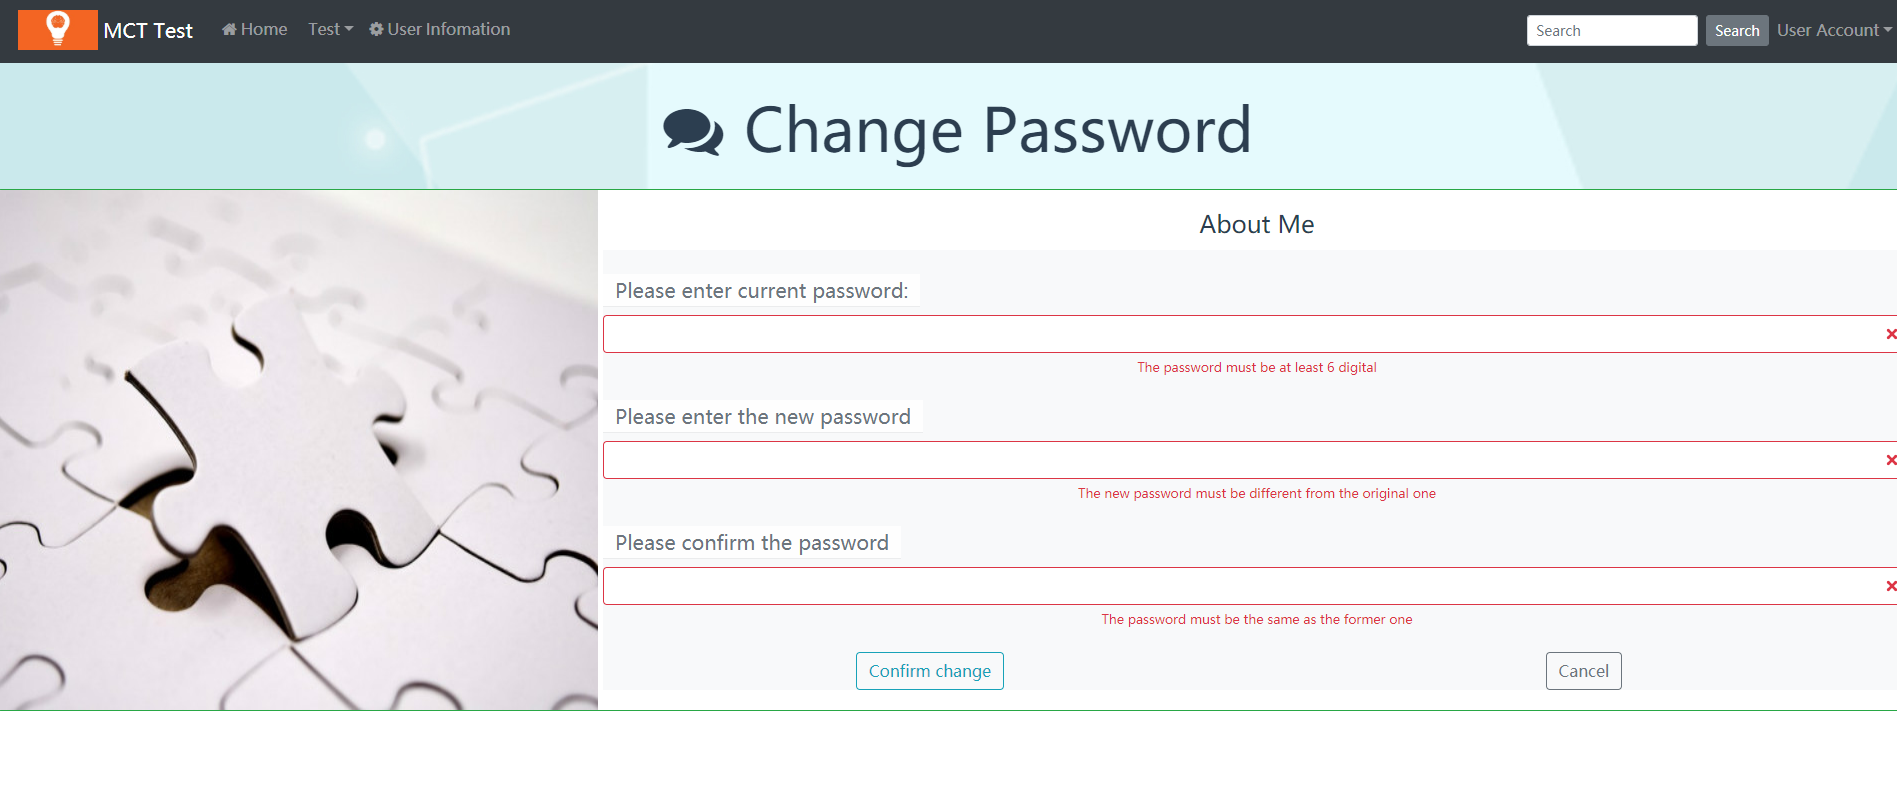 MCT Test Home Test User Infomation Search Search User Account
Change Password
About Me
Please enter current password:
The password must be at least 6 digital
Please enter the new password
The new password must be different from the original one
Please confirm the password
The password must be the same as the former one
Confirm change Cancel